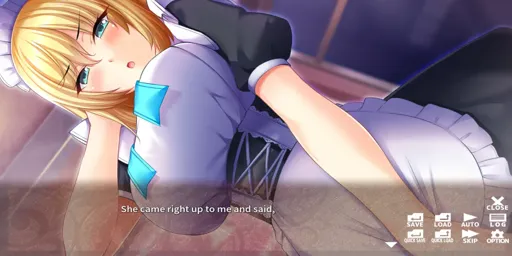 She came right up to me and said,
CLOSE
SAVE LOAD AUTO LOG
QUICK SAVE QUICK LOAD SKIP OPTION